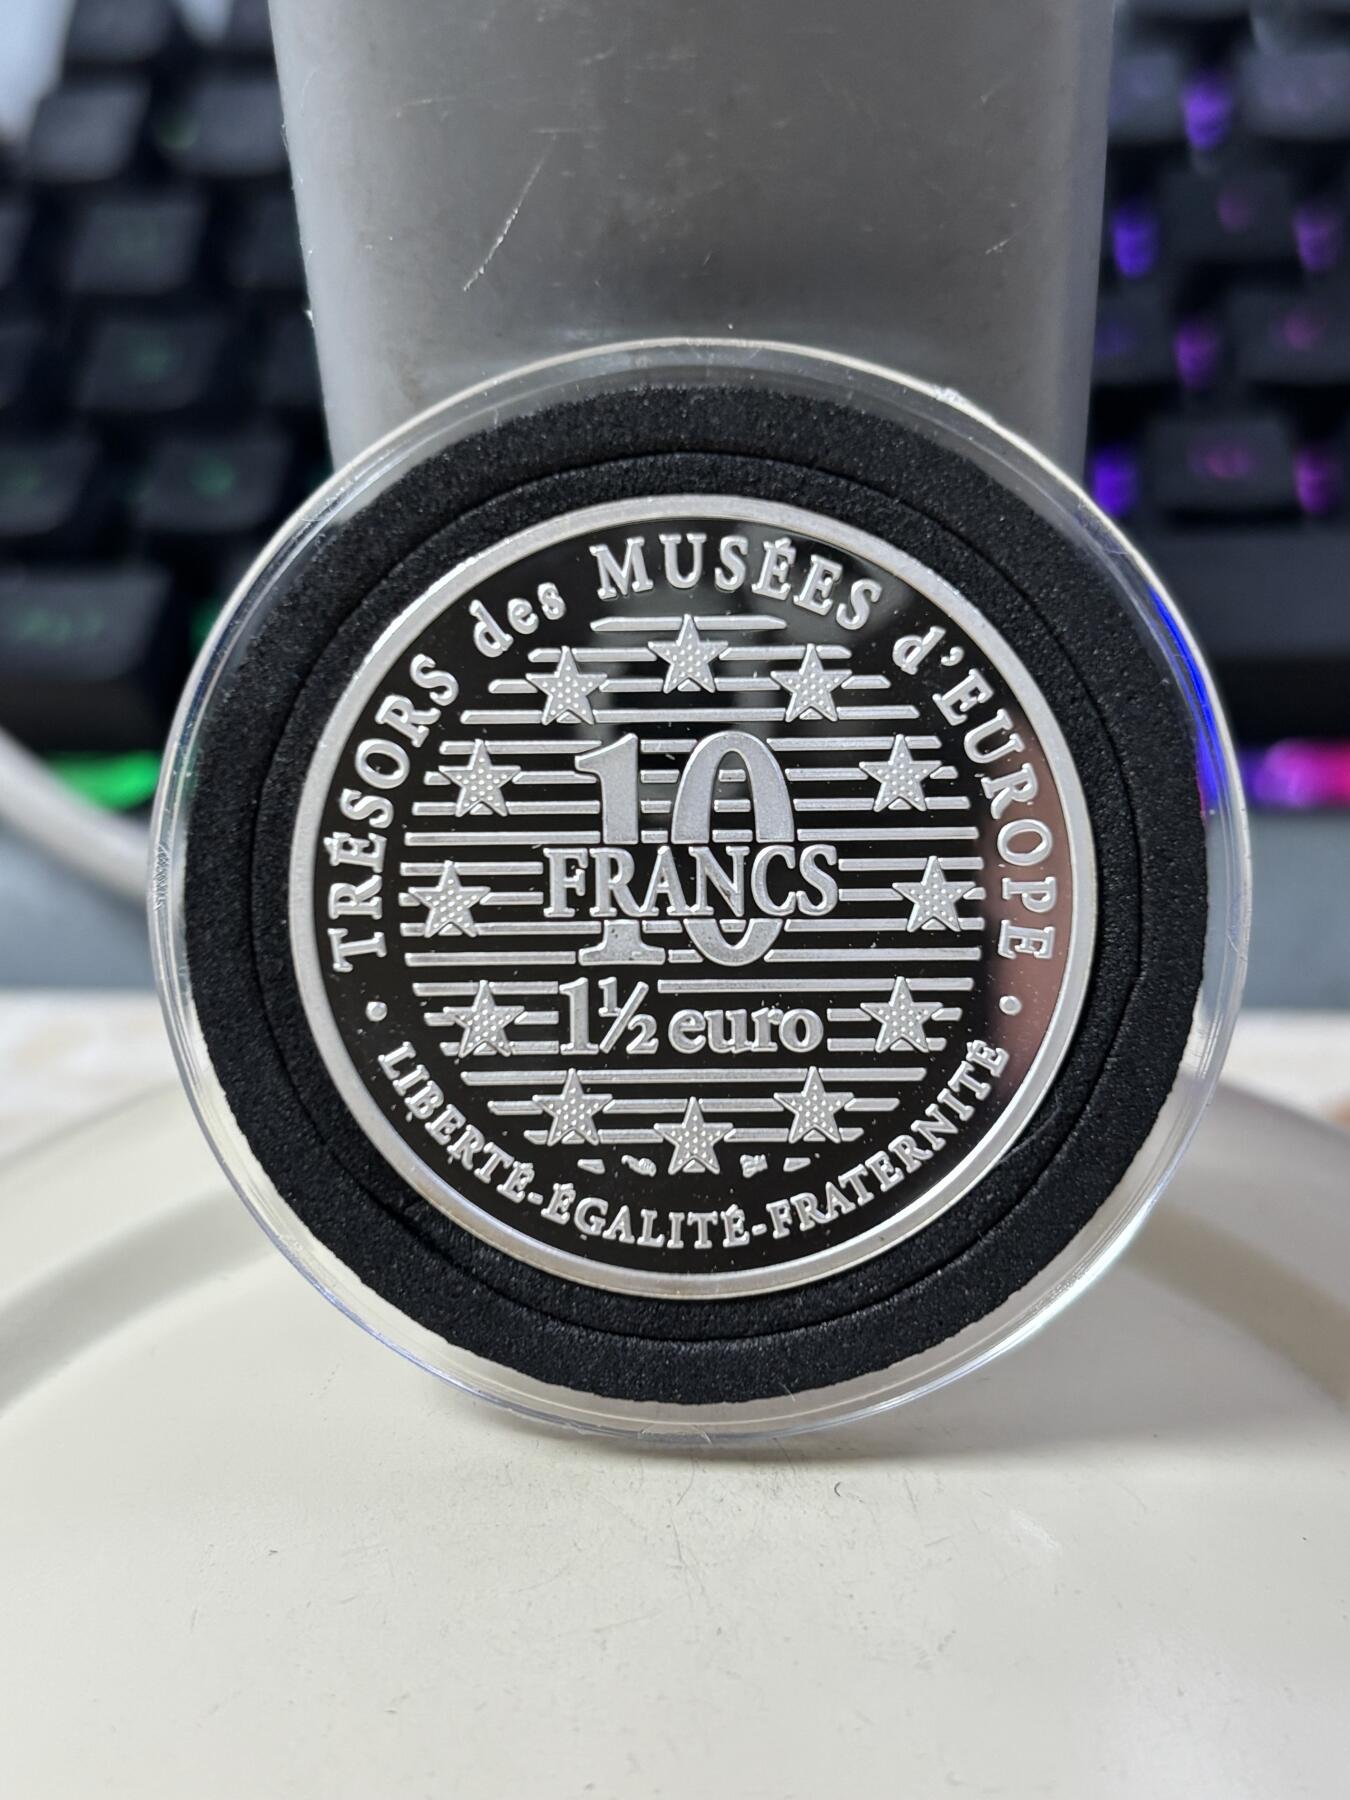 TRÉSORS des MUSÉES d'EUROPE
10
FRANCS
1½ euro
• LIBERTÉ-ÉGALITÉ-FRATERNITÉ •